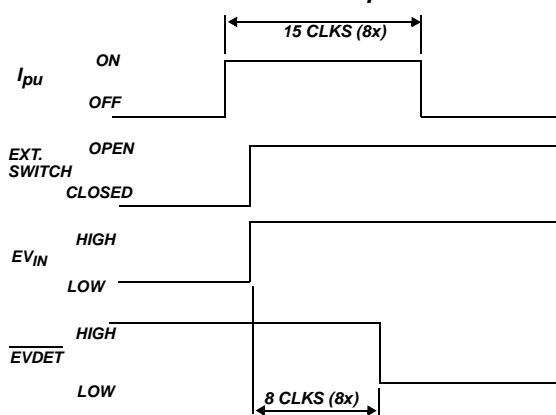 15 CLKS (8x)
Ipu
ON
OFF
EXT.
SWITCH
OPEN
CLOSED
EVIN
HIGH
LOW
EVDET
HIGH
LOW
8 CLKS (8x)